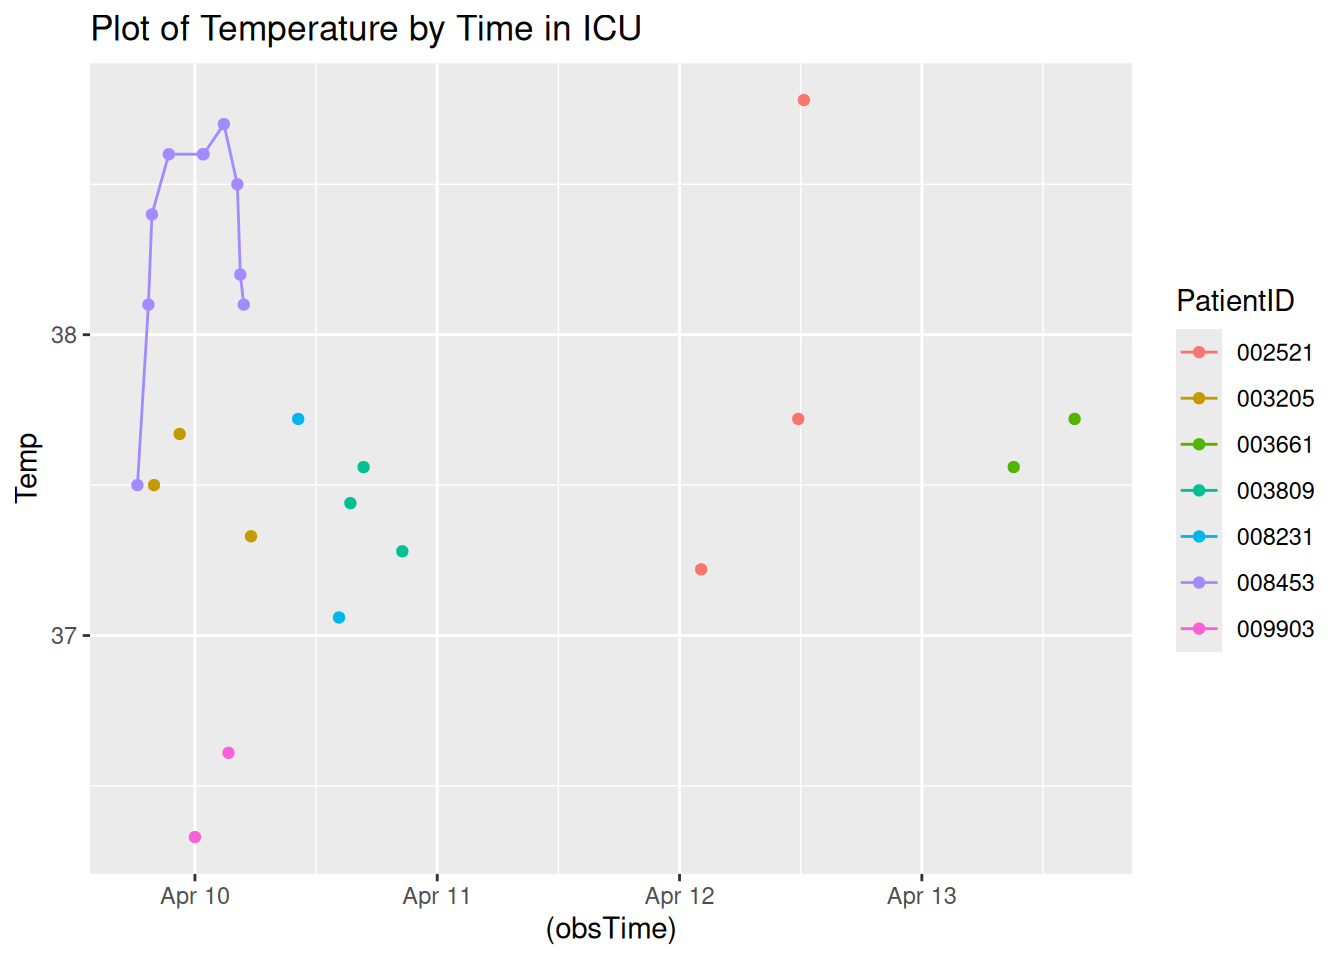 Plot of Temperature by Time in ICU
38
37
Temp
Apr 10
Apr 11
Apr 12
Apr 13
(obsTime)
PatientID
002521
003205
003661
003809
008231
008453
009903